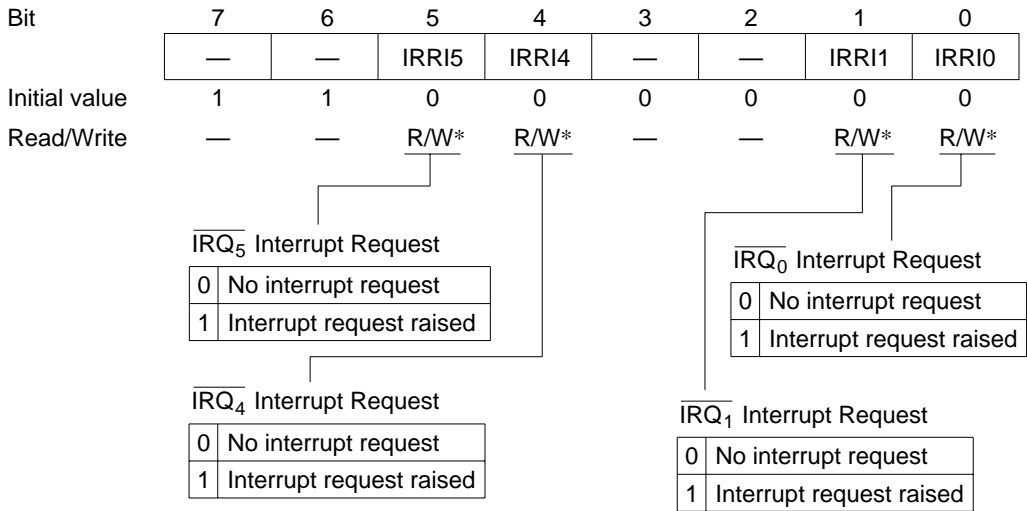 Bit 7 6 5 4 3 2 1 0
— — IRRI5 IRRI4 — — IRRI1 IRRI0
Initial value 1 1 0 0 0 0 0 0
Read/Write — — R/W* R/W* — — R/W* R/W*
IRQ5 Interrupt Request
0 No interrupt request
1 Interrupt request raised
IRQ0 Interrupt Request
0 No interrupt request
1 Interrupt request raised
IRQ4 Interrupt Request
0 No interrupt request
1 Interrupt request raised
IRQ1 Interrupt Request
0 No interrupt request
1 Interrupt request raised